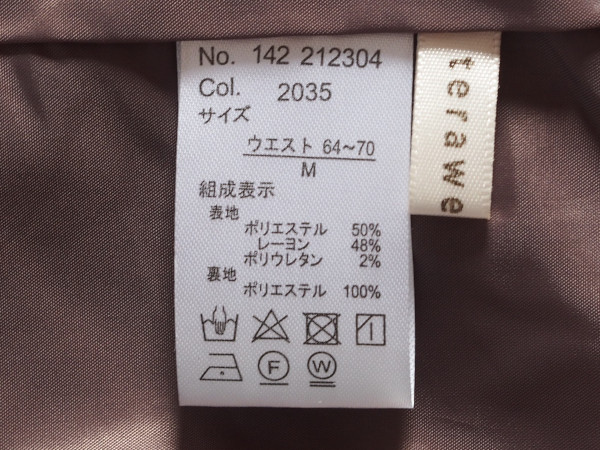 No. 142 212304
Col. 2035
サイズ
ウエスト 64~70
M
組成表示
表地
ポリエステル 50%
レーヨン 48%
ポリウレタン 2%
裏地
ポリエステル 100%
F W
terawe